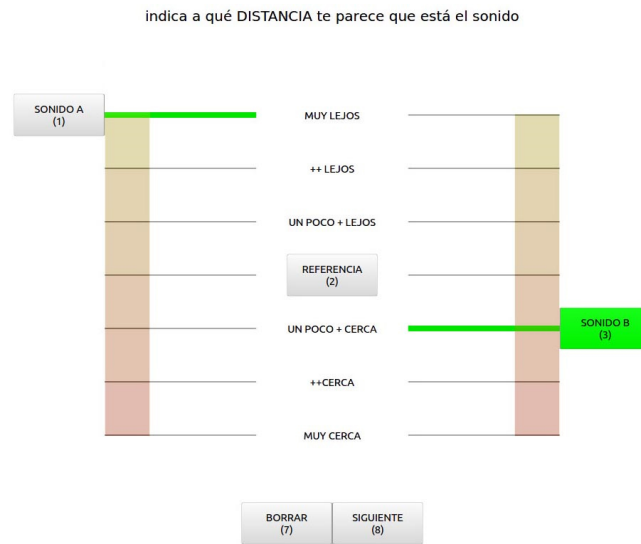 indica a qué DISTANCIA te parece que está el sonido
SONIDO A
(1)
MUY LEJOS
++ LEJOS
UN POCO + LEJOS
REFERENCIA
(2)
UN POCO + CERCA
SONIDO B
(3)
++CERCA
MUY CERCA
BORRAR
(7)
SIGUIENTE
(8)